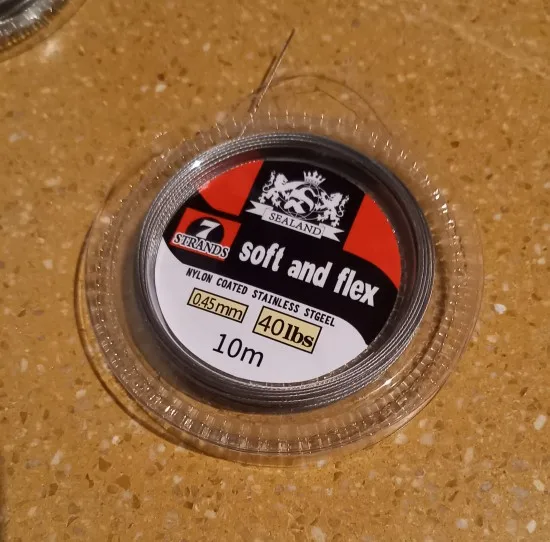 SEALAND
7
STRANDS
soft and flex
NYLON COATED STAINLESS STGEEL
0.45mm
40lbs
10m